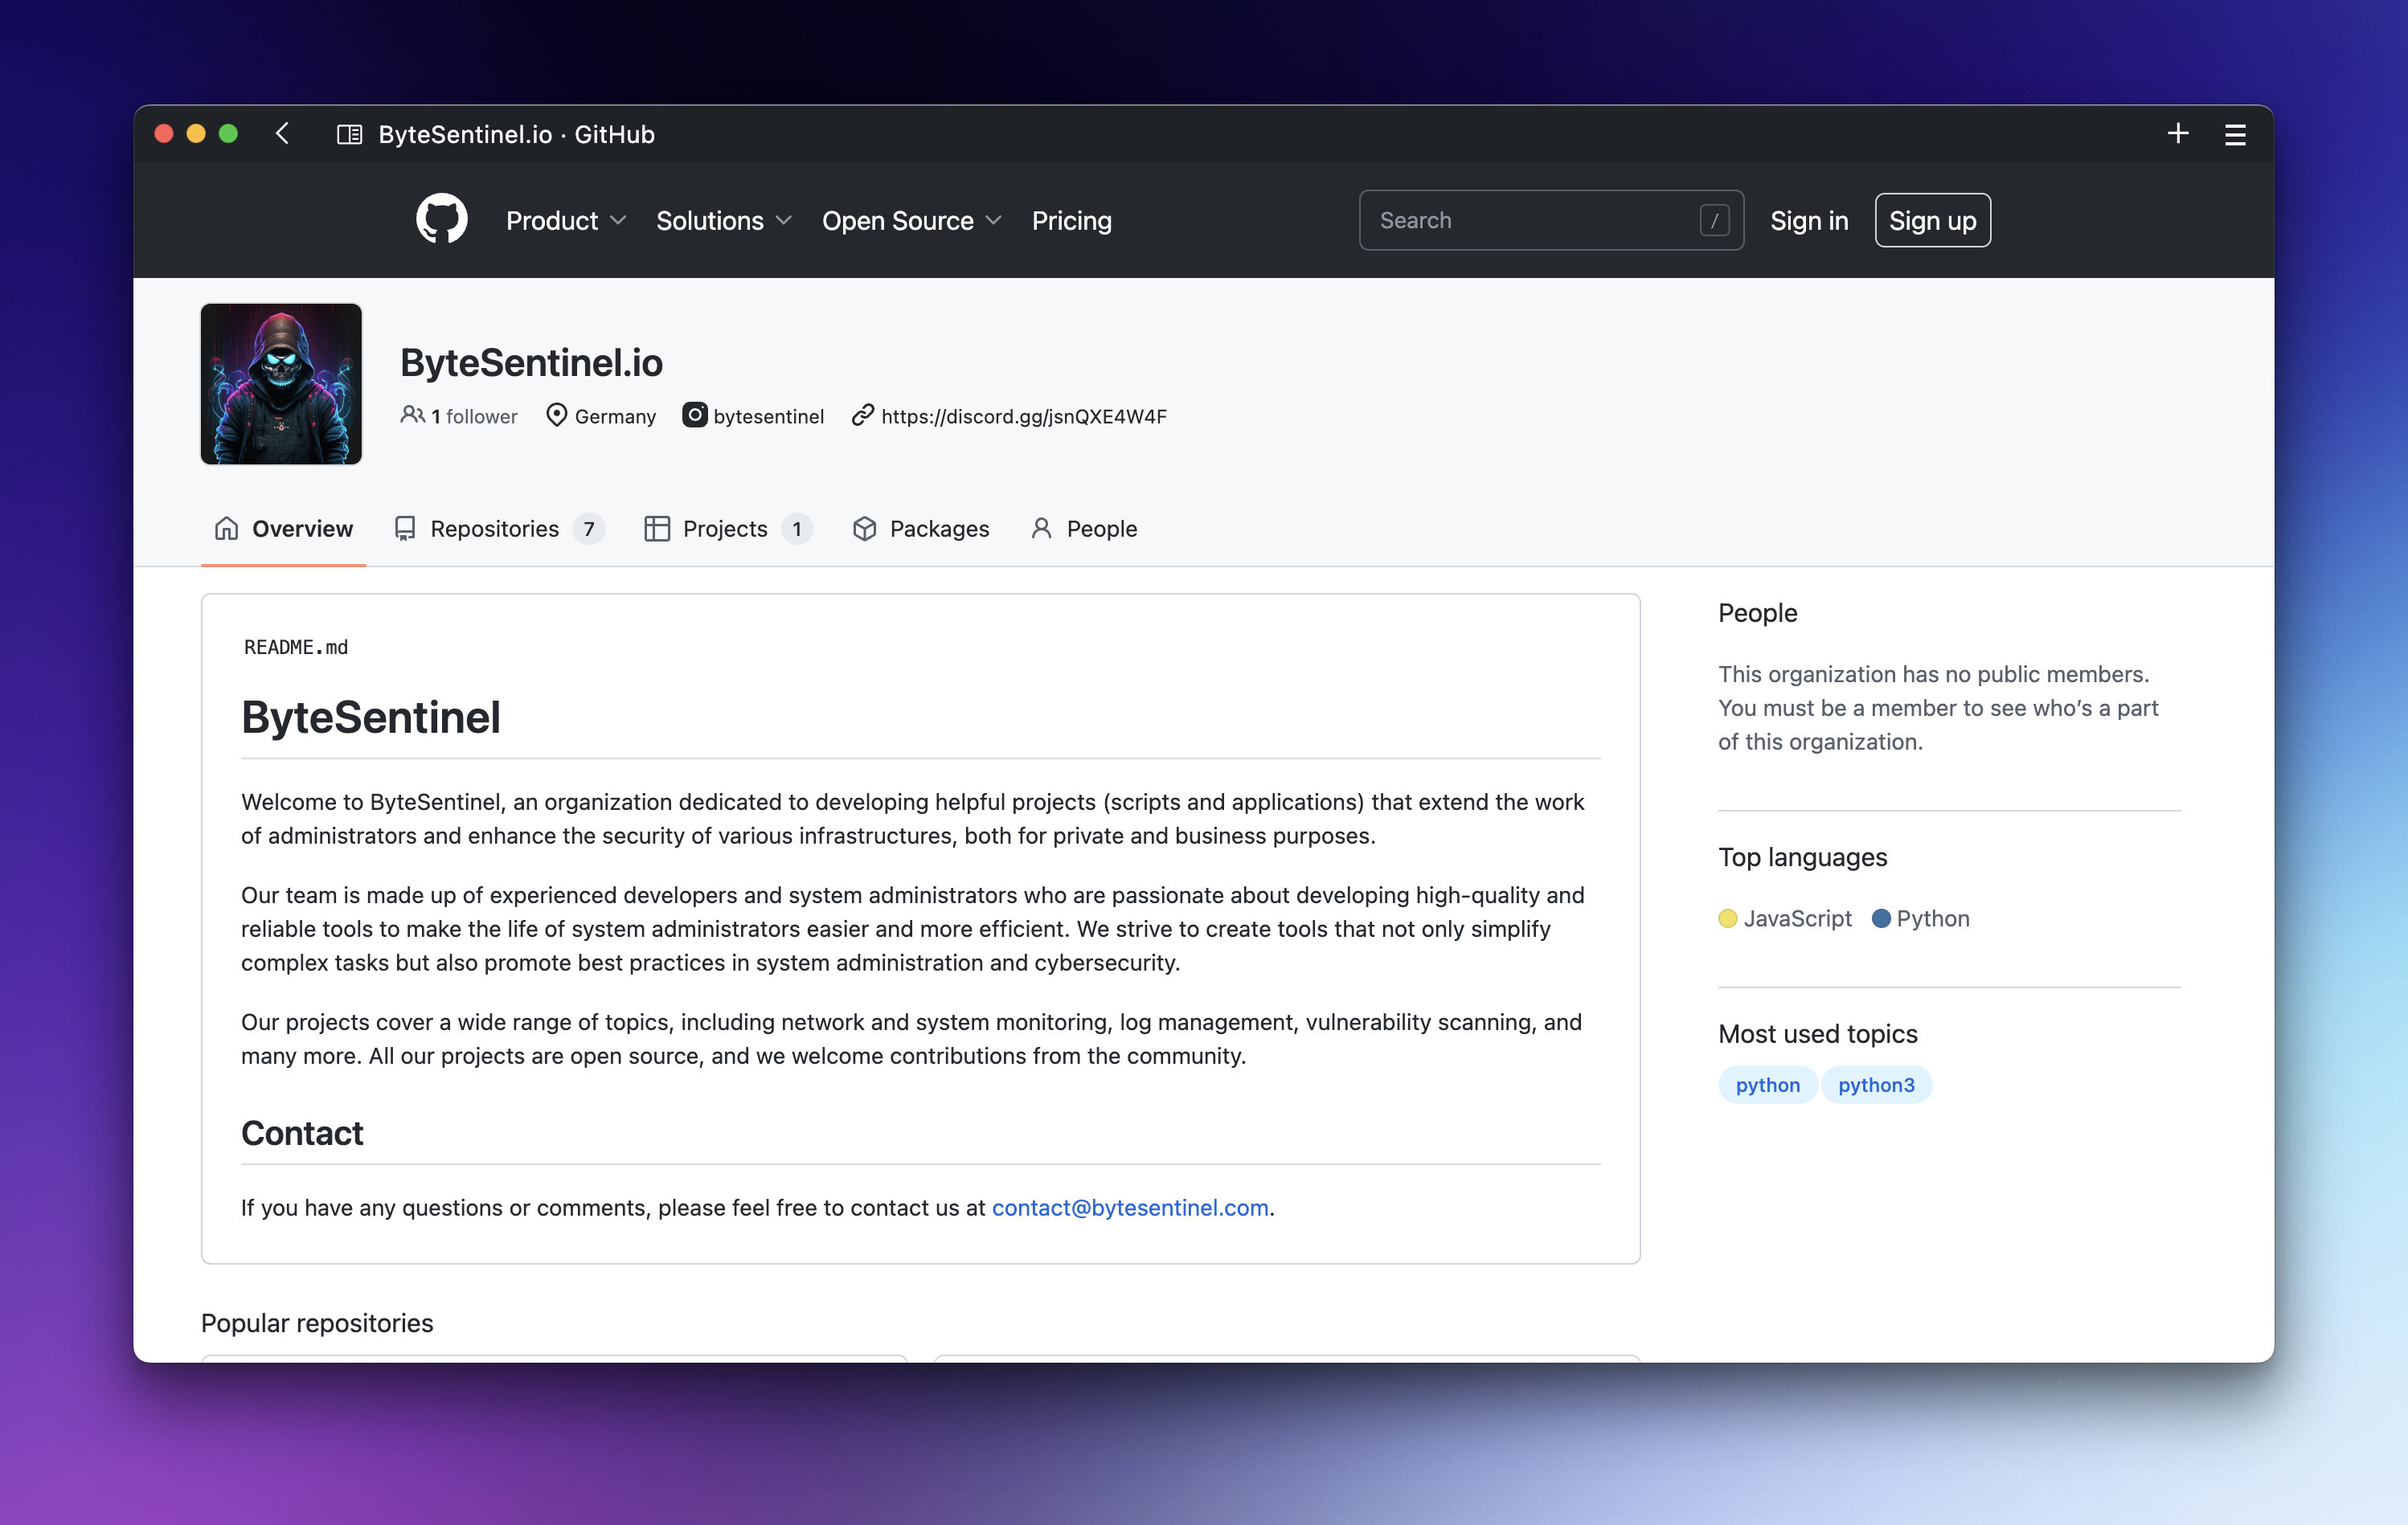 ByteSentinel.io · GitHub
Product Solutions Open Source Pricing Search / Sign in Sign up
ByteSentinel.io
1 follower Germany bytesentinel https://discord.gg/jsnQXE4W4F
Overview Repositories 7 Projects 1 Packages People
README.md
ByteSentinel
Welcome to ByteSentinel, an organization dedicated to developing helpful projects (scripts and applications) that extend the work
of administrators and enhance the security of various infrastructures, both for private and business purposes.
Our team is made up of experienced developers and system administrators who are passionate about developing high-quality and
reliable tools to make the life of system administrators easier and more efficient. We strive to create tools that not only simplify
complex tasks but also promote best practices in system administration and cybersecurity.
Our projects cover a wide range of topics, including network and system monitoring, log management, vulnerability scanning, and
many more. All our projects are open source, and we welcome contributions from the community.
Contact
If you have any questions or comments, please feel free to contact us at contact@bytesentinel.com.
Popular repositories
People
This organization has no public members.
You must be a member to see who’s a part
of this organization.
Top languages
JavaScript Python
Most used topics
python python3